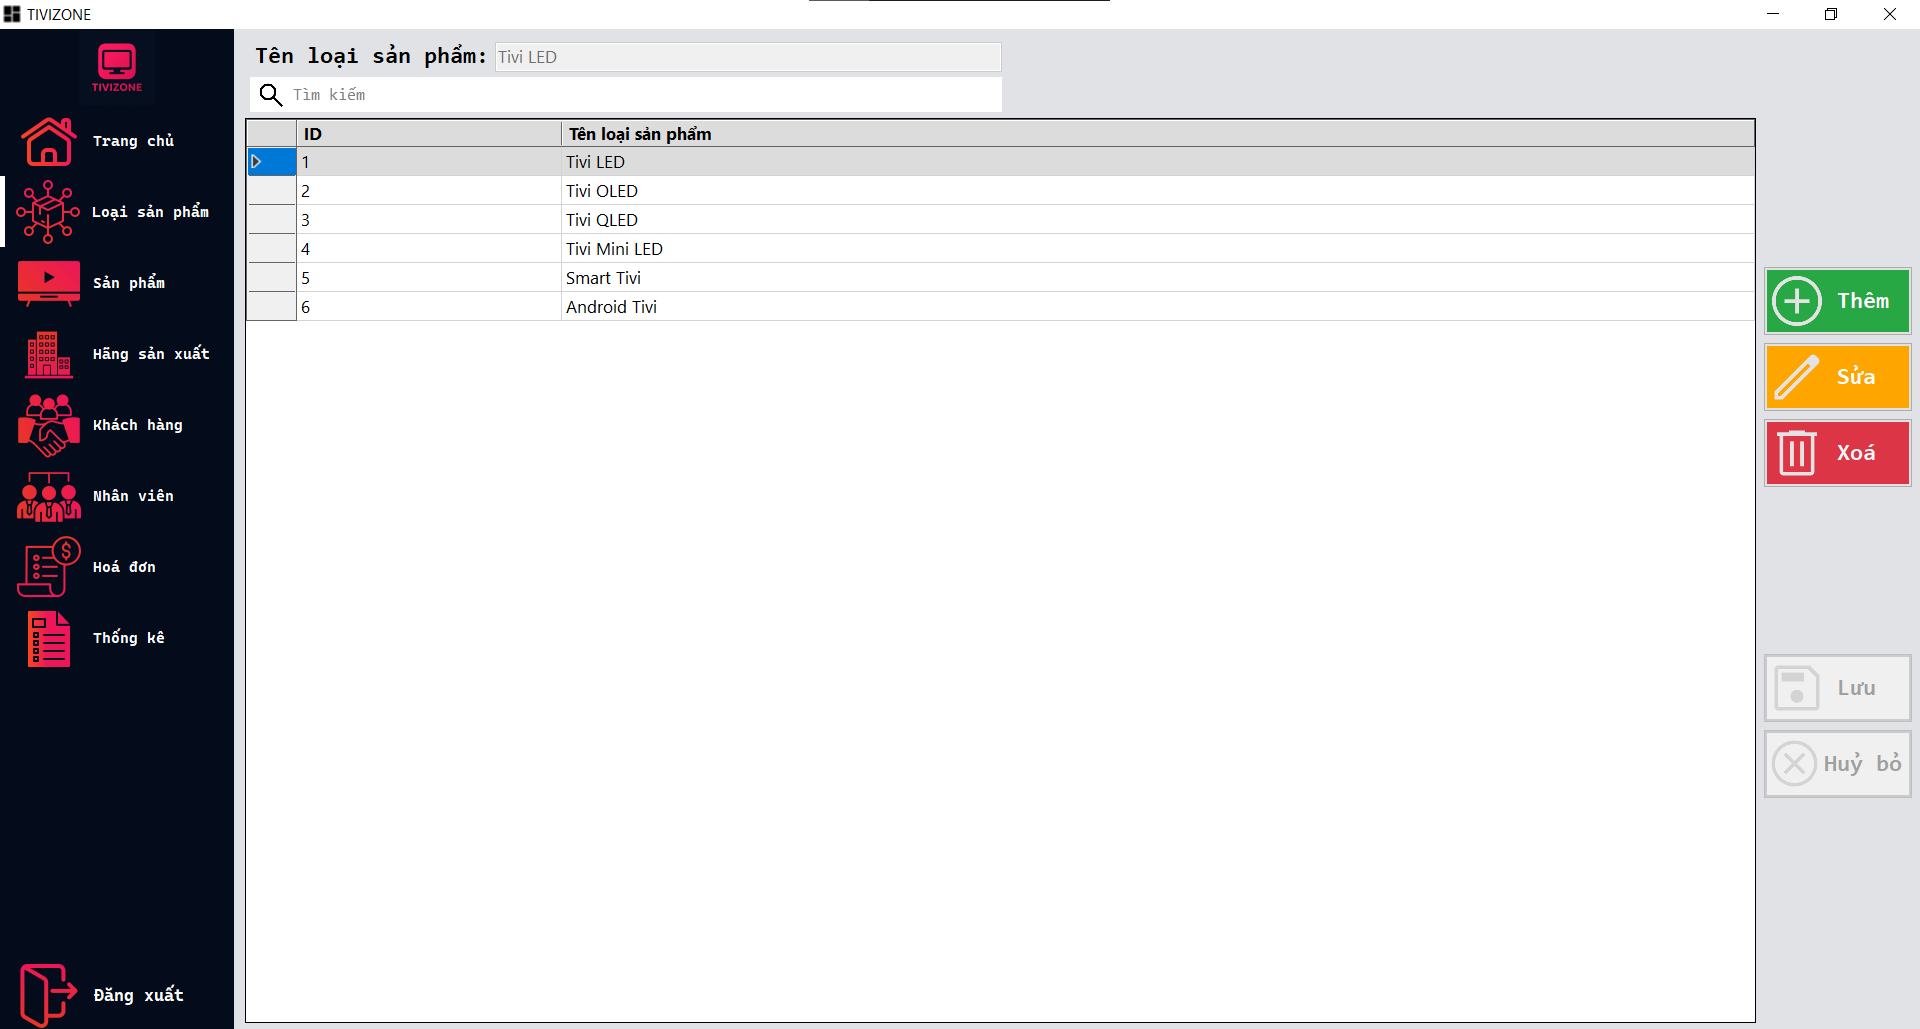 TIVIZONE
TIVIZONE
Trang chủ
Loại sản phẩm
Sản phẩm
Hãng sản xuất
Khách hàng
Nhân viên
Hoá đơn
Thống kê
Đăng xuất
Tên loại sản phẩm: Tivi LED
Tìm kiếm
ID Tên loại sản phẩm
1 Tivi LED
2 Tivi OLED
3 Tivi QLED
4 Tivi Mini LED
5 Smart Tivi
6 Android Tivi
Thêm
Sửa
Xoá
Lưu
Huỷ bỏ